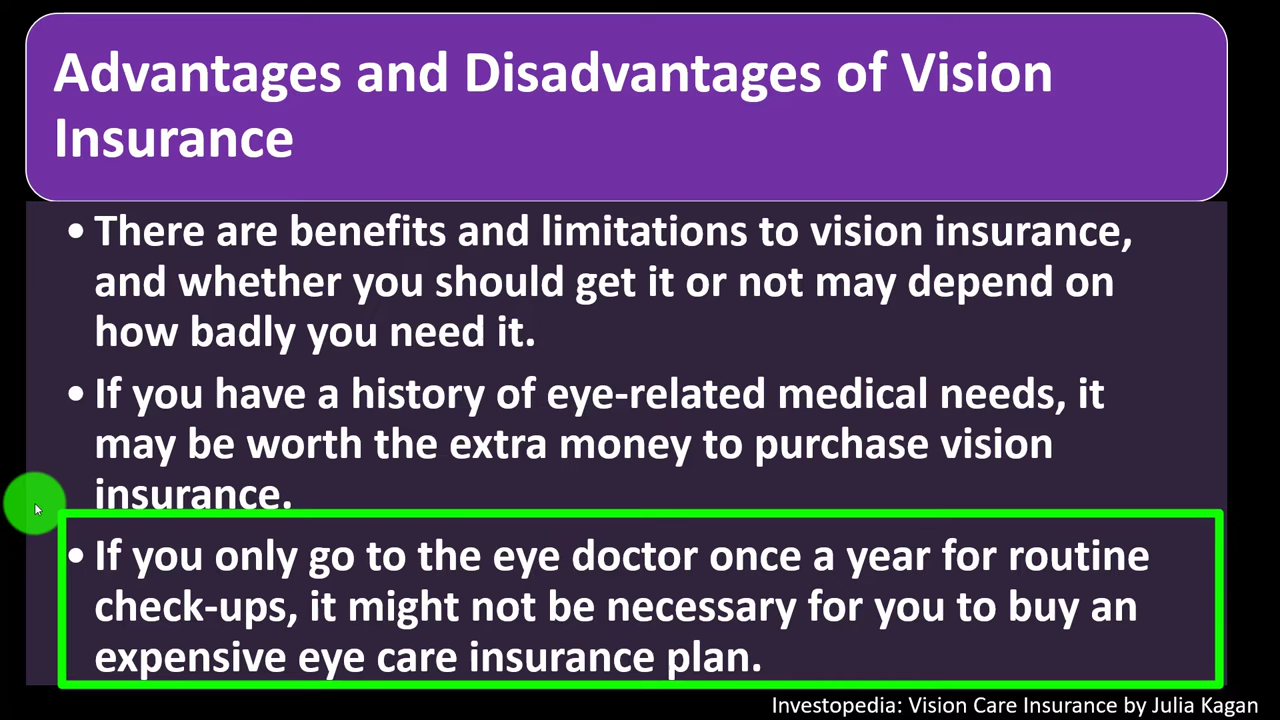 Advantages and Disadvantages of Vision
Insurance
• There are benefits and limitations to vision insurance,
and whether you should get it or not may depend on
how badly you need it.
• If you have a history of eye-related medical needs, it
may be worth the extra money to purchase vision
insurance.
• If you only go to the eye doctor once a year for routine
check-ups, it might not be necessary for you to buy an
expensive eye care insurance plan.
Investopedia: Vision Care Insurance by Julia Kagan